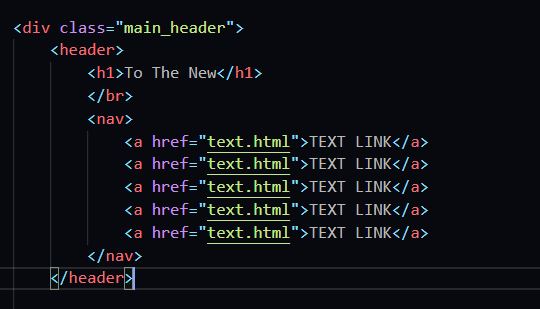 <div class="main_header">
<header>
<h1>To The New</h1>
</br>
<nav>
<a href="text.html">TEXT LINK</a>
<a href="text.html">TEXT LINK</a>
<a href="text.html">TEXT LINK</a>
<a href="text.html">TEXT LINK</a>
<a href="text.html">TEXT LINK</a>
</nav>
</header>